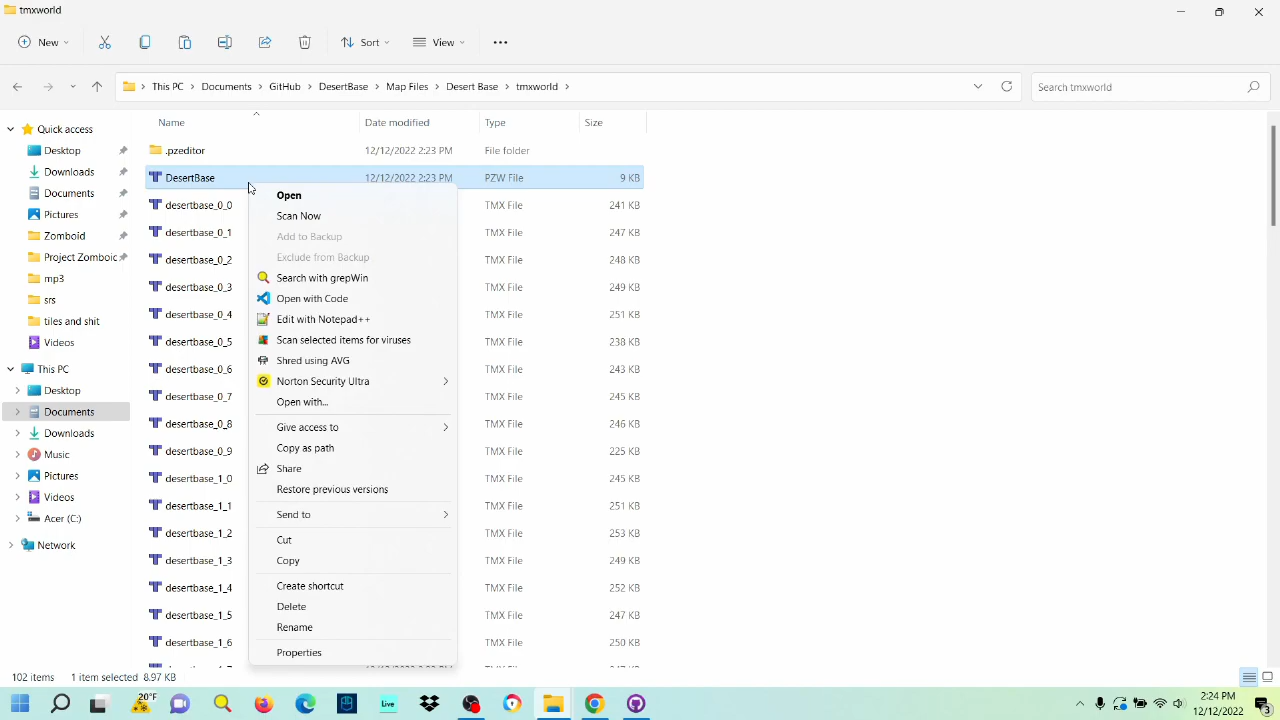 tmxworld
New
Sort
View
This PC > Documents > GitHub > DesertBase > Map Files > Desert Base > tmxworld >
Search tmxworld
Quick access
Desktop
Downloads
Documents
Pictures
Zomboid
Project Zomboic
mp3
srs
tiles and shit
Videos
This PC
Desktop
Documents
Downloads
Music
Pictures
Videos
Acer (C:)
Network
Name Date modified Type Size
.pzeditor 12/12/2022 2:23 PM File folder
DesertBase 12/12/2022 2:23 PM PZW File 9 KB
desertbase_0_0 TMX File 241 KB
desertbase_0_1 TMX File 247 KB
desertbase_0_2 TMX File 248 KB
desertbase_0_3 TMX File 249 KB
desertbase_0_4 TMX File 251 KB
desertbase_0_5 TMX File 238 KB
desertbase_0_6 TMX File 243 KB
desertbase_0_7 TMX File 245 KB
desertbase_0_8 TMX File 246 KB
desertbase_0_9 TMX File 225 KB
desertbase_1_0 TMX File 245 KB
desertbase_1_1 TMX File 251 KB
desertbase_1_2 TMX File 253 KB
desertbase_1_3 TMX File 249 KB
desertbase_1_4 TMX File 252 KB
desertbase_1_5 TMX File 247 KB
desertbase_1_6 TMX File 250 KB
Open
Scan Now
Add to Backup
Exclude from Backup
Search with grepWin
Open with Code
Edit with Notepad++
Scan selected items for viruses
Shred using AVG
Norton Security Ultra
Open with...
Give access to
Copy as path
Share
Restore previous versions
Send to
Cut
Copy
Create shortcut
Delete
Rename
Properties
102 items 1 item selected 8.97 KB
20°F
Live
2:24 PM
12/12/2022
3